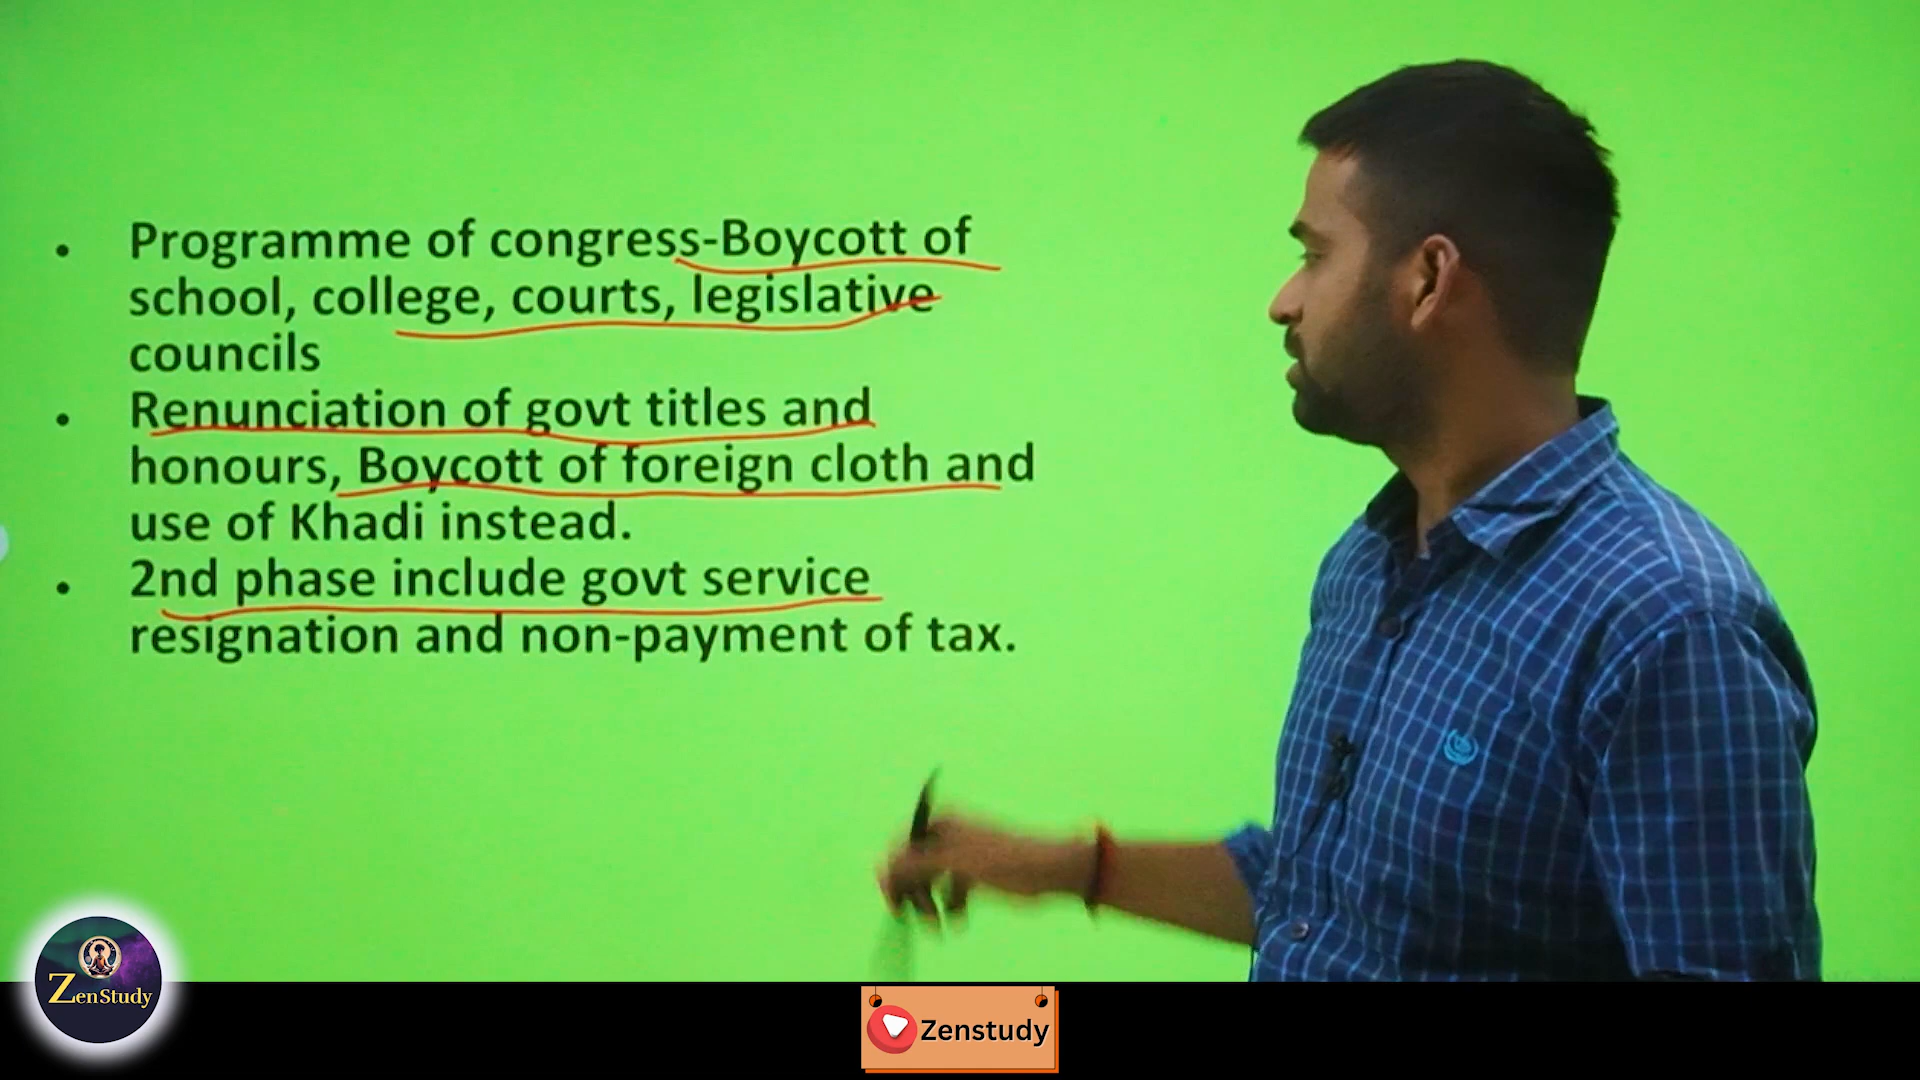 • Programme of congress-Boycott of
school, college, courts, legislative
councils
• Renunciation of govt titles and
honours, Boycott of foreign cloth and
use of Khadi instead.
• 2nd phase include govt service
resignation and non-payment of tax.
ZenStudy
Zenstudy